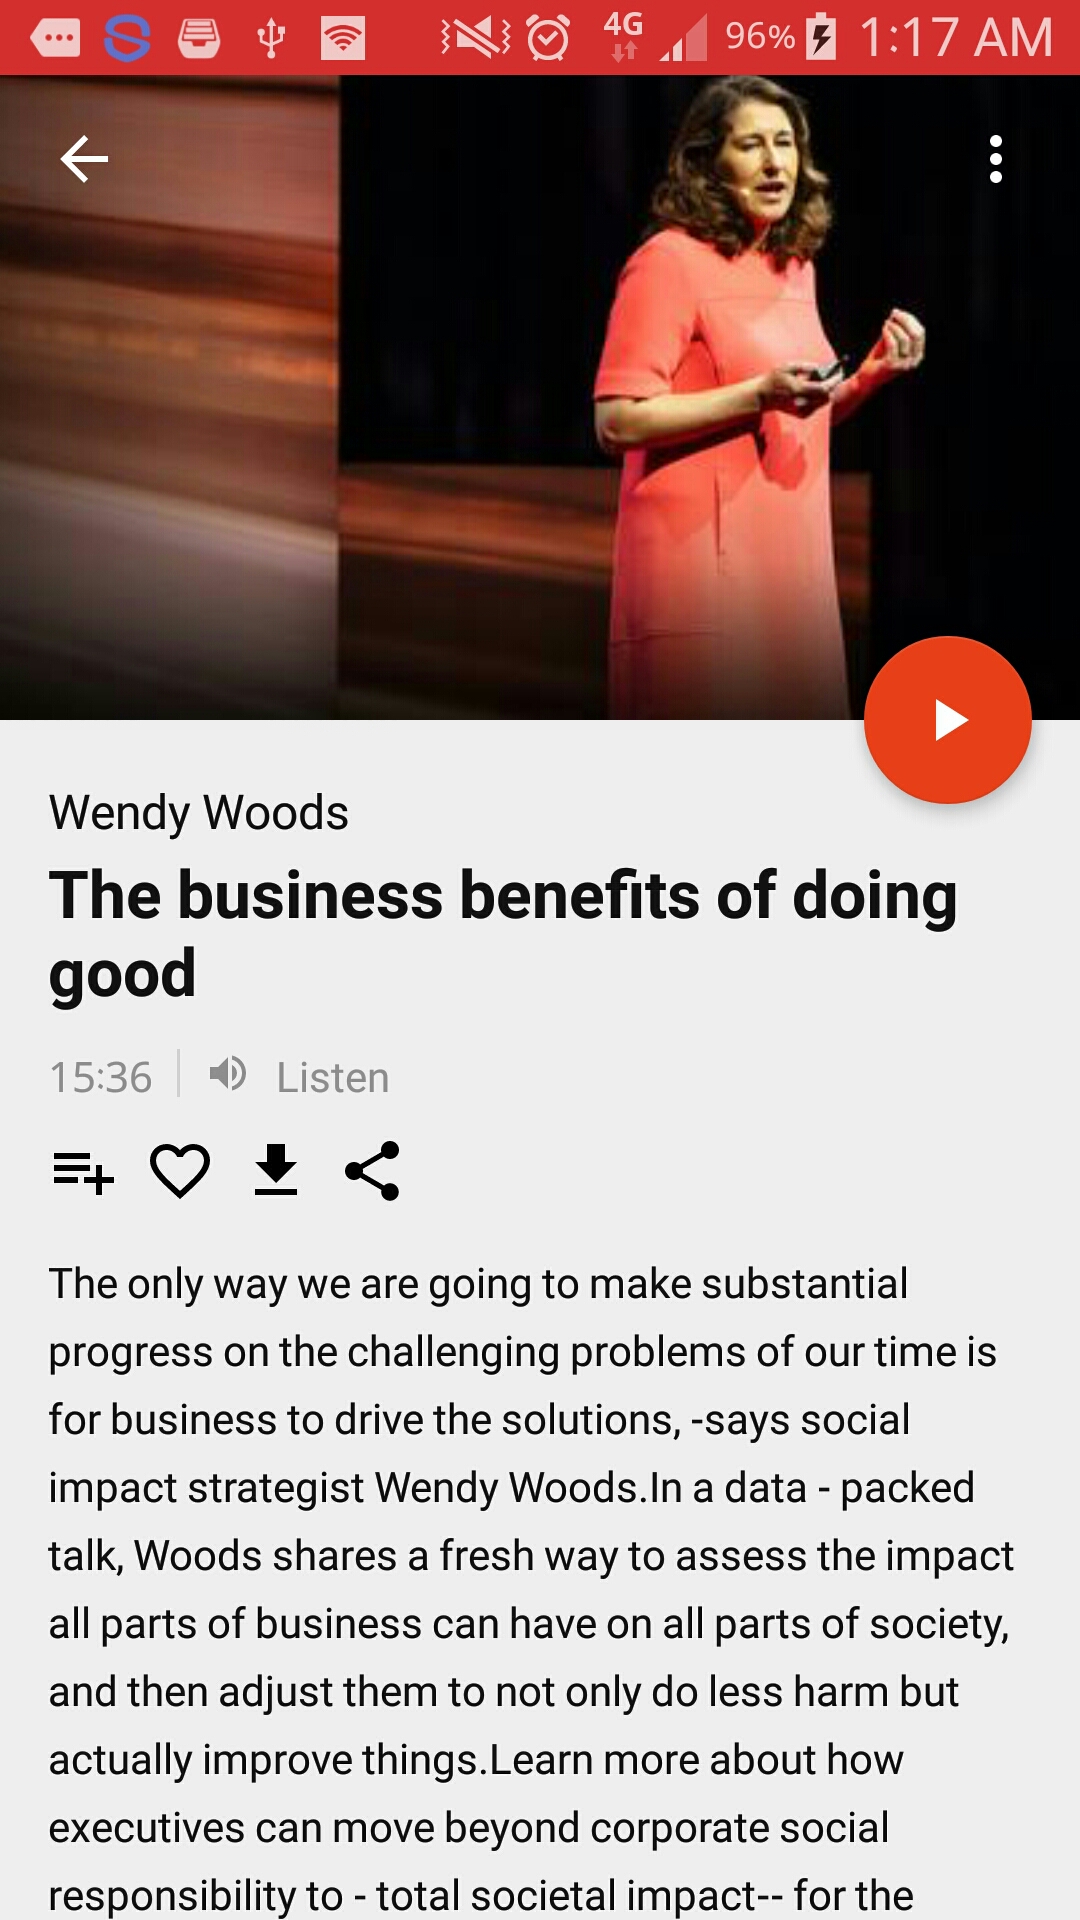 4G 96% 1:17 AM
Wendy Woods
The business benefits of doing
good
15:36 Listen
The only way we are going to make substantial
progress on the challenging problems of our time is
for business to drive the solutions, -says social
impact strategist Wendy Woods.In a data - packed
talk, Woods shares a fresh way to assess the impact
all parts of business can have on all parts of society,
and then adjust them to not only do less harm but
actually improve things.Learn more about how
executives can move beyond corporate social
responsibility to - total societal impact-- for the